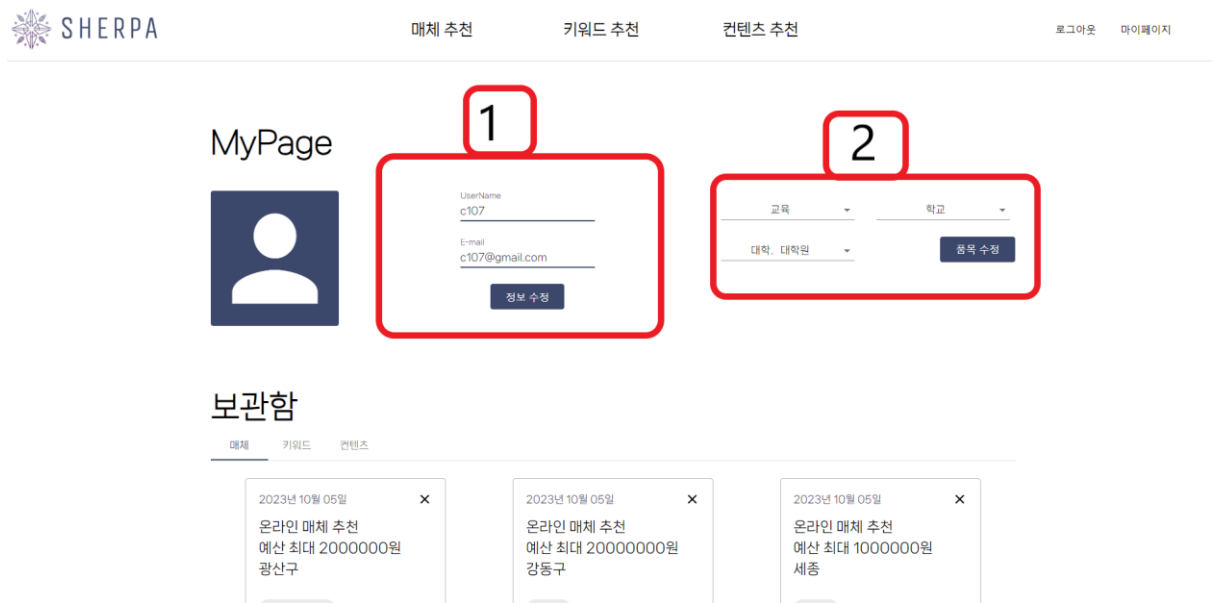 SHERPA
매체 추천 키워드 추천 컨텐츠 추천 로그아웃 마이페이지
MyPage
1
UserName
c107
E-mail
c107@gmail.com
정보 수정
2
교육 학교
대학, 대학원 품목 수정
보관함
매체 키워드 컨텐츠
2023년 10월 05일 ✕
온라인 매체 추천
예산 최대 2000000원
광산구
2023년 10월 05일 ✕
온라인 매체 추천
예산 최대 20000000원
강동구
2023년 10월 05일 ✕
온라인 매체 추천
예산 최대 1000000원
세종